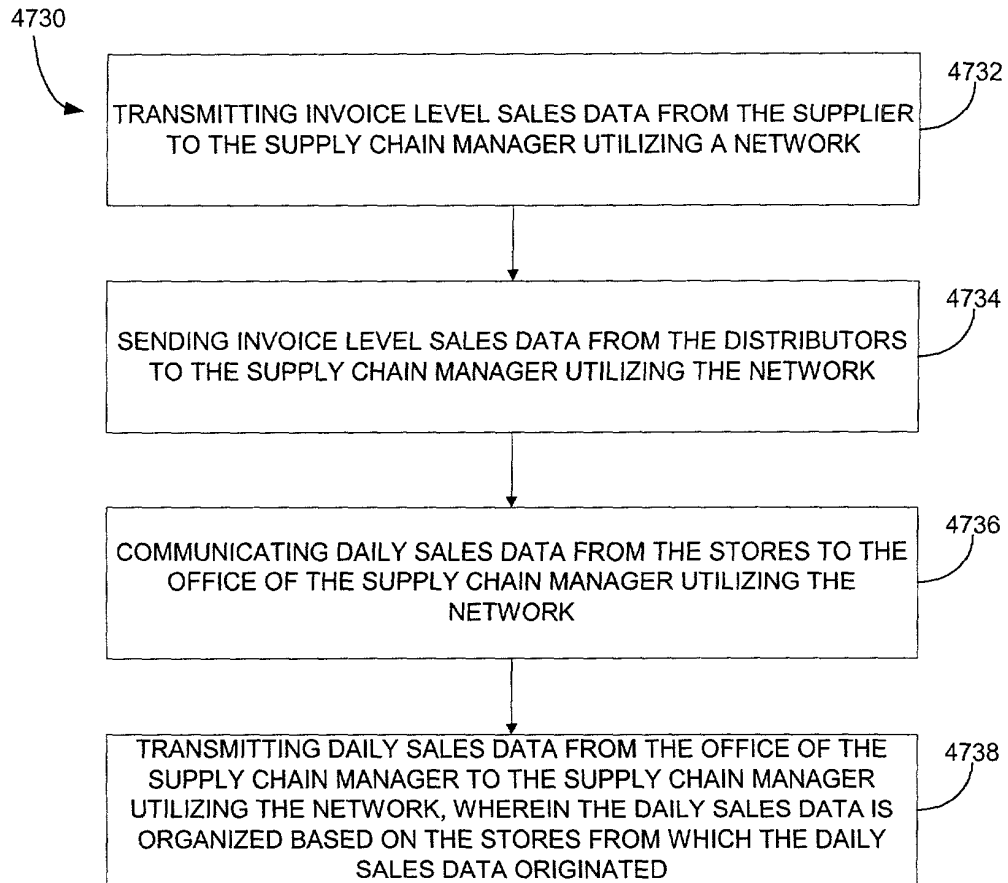 4730
4732
TRANSMITTING INVOICE LEVEL SALES DATA FROM THE SUPPLIER
TO THE SUPPLY CHAIN MANAGER UTILIZING A NETWORK
4734
SENDING INVOICE LEVEL SALES DATA FROM THE DISTRIBUTORS
TO THE SUPPLY CHAIN MANAGER UTILIZING THE NETWORK
4736
COMMUNICATING DAILY SALES DATA FROM THE STORES TO THE
OFFICE OF THE SUPPLY CHAIN MANAGER UTILIZING THE
NETWORK
4738
TRANSMITTING DAILY SALES DATA FROM THE OFFICE OF THE
SUPPLY CHAIN MANAGER TO THE SUPPLY CHAIN MANAGER
UTILIZING THE NETWORK, WHEREIN THE DAILY SALES DATA IS
ORGANIZED BASED ON THE STORES FROM WHICH THE DAILY
SALES DATA ORIGINATED